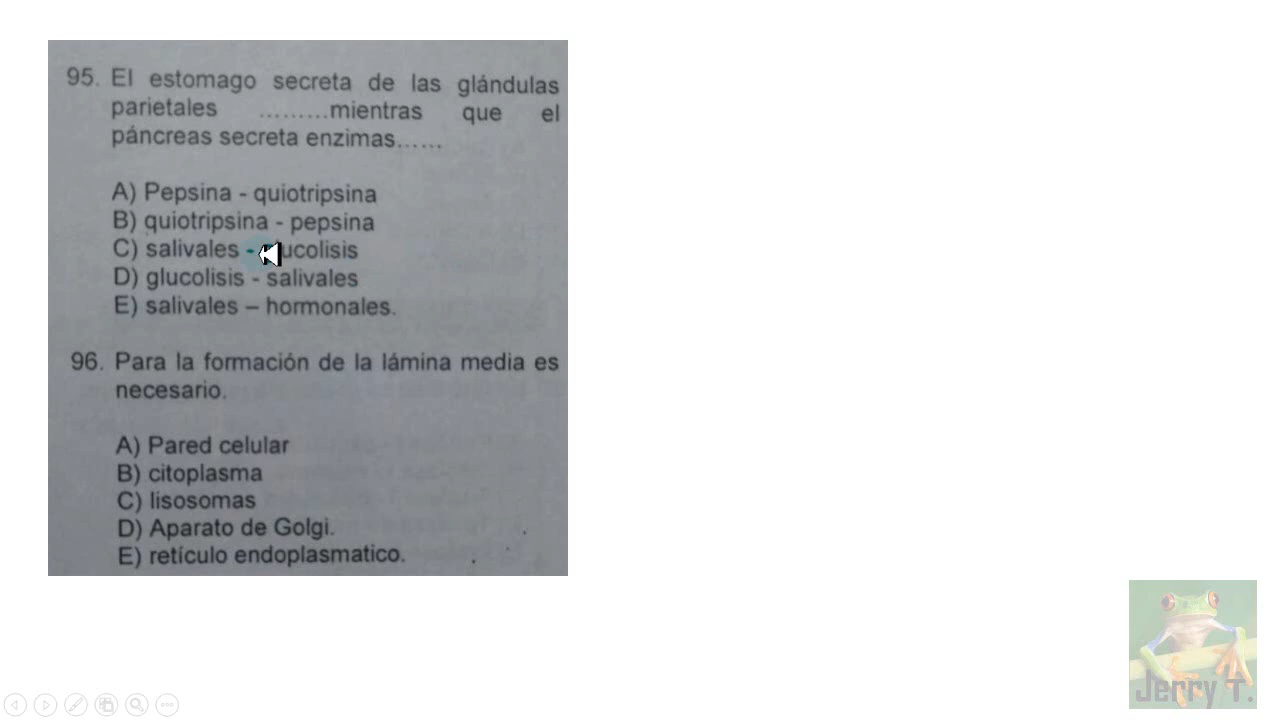 95. El estomago secreta de las glándulas
parietales .........mientras que el
páncreas secreta enzimas......
A) Pepsina - quiotripsina
B) quiotripsina - pepsina
C) salivales -
D) glucolisis - salivales
E) salivales – hormonales.
96. Para la formación de la lámina media es
necesario.
A) Pared celular
B) citoplasma
C) lisosomas
D) Aparato de Golgi.
E) retículo endoplasmatico.
Jerry T.